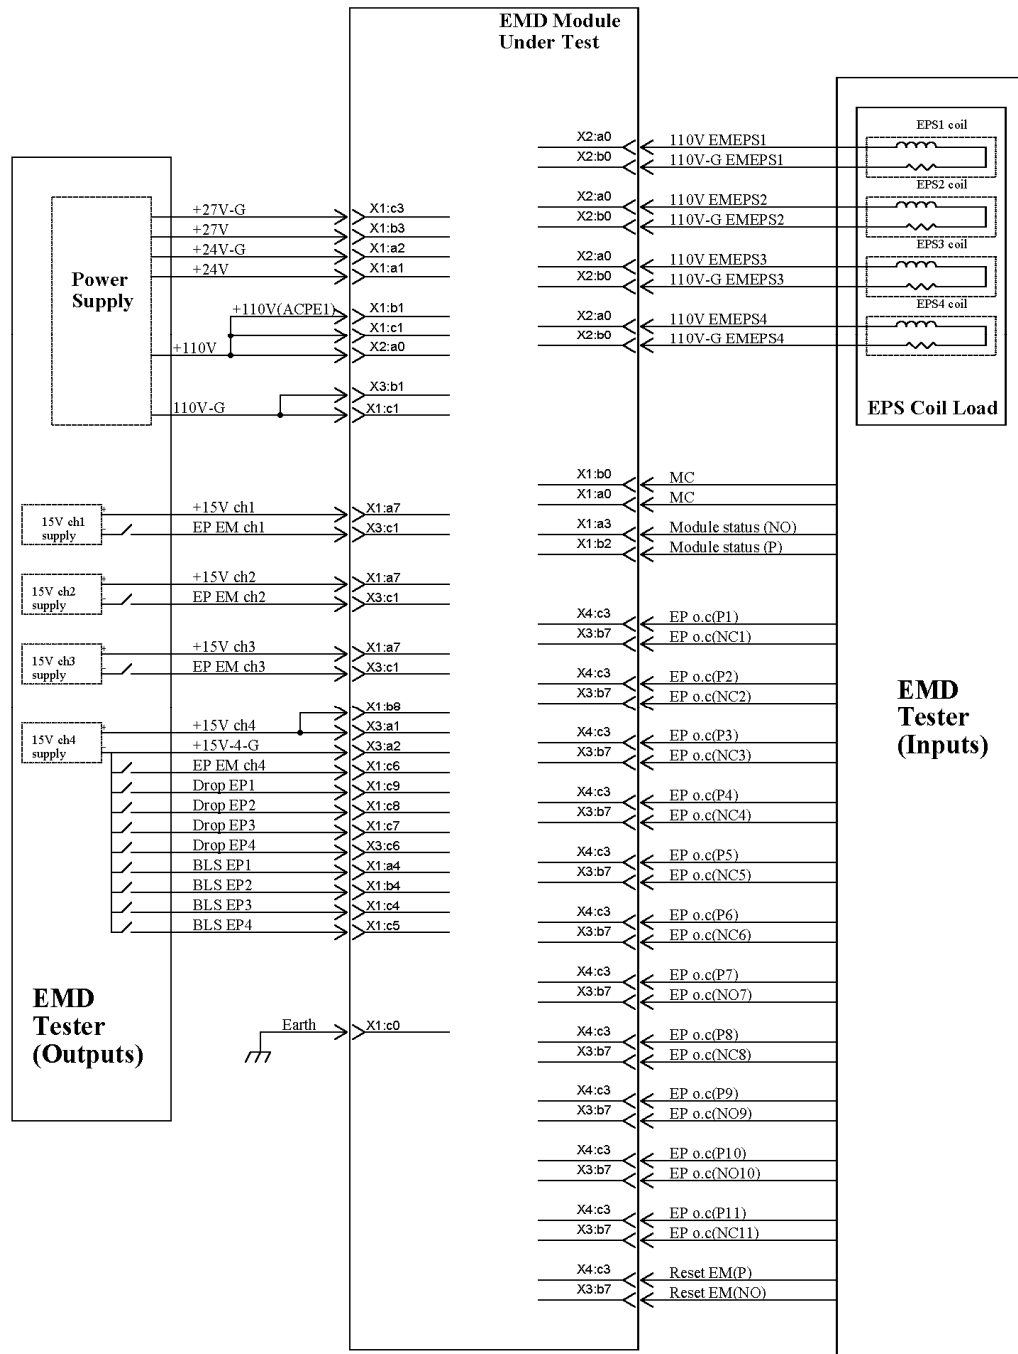 EMD Module
Under Test
X2:a0 110V EMEPS1
X2:b0 110V-G EMEPS1
EPS1 coil
X2:a0 110V EMEPS2
X2:b0 110V-G EMEPS2
EPS2 coil
X2:a0 110V EMEPS3
X2:b0 110V-G EMEPS3
EPS3 coil
X2:a0 110V EMEPS4
X2:b0 110V-G EMEPS4
EPS4 coil
EPS Coil Load
Power
Supply
+27V-G X1:c3
+27V X1:b3
+24V-G X1:a2
+24V X1:a1
+110V(ACPE1) X1:b1
X1:c1
+110V X2:a0
X3:b1
110V-G X1:c1
15V ch1
supply
+
-
+15V ch1 X1:a7
EP EM ch1 X3:c1
15V ch2
supply
+
-
+15V ch2 X1:a7
EP EM ch2 X3:c1
15V ch3
supply
+
-
+15V ch3 X1:a7
EP EM ch3 X3:c1
15V ch4
supply
+
-
X1:b8
+15V ch4 X3:a1
+15V-4-G X3:a2
EP EM ch4 X1:c6
Drop EP1 X1:c9
Drop EP2 X1:c8
Drop EP3 X1:c7
Drop EP4 X3:c6
BLS EP1 X1:a4
BLS EP2 X1:b4
BLS EP3 X1:c4
BLS EP4 X1:c5
EMD
Tester
(Outputs)
Earth X1:c0
X1:b0 MC
X1:a0 MC
X1:a3 Module status (NO)
X1:b2 Module status (P)
X4:c3 EP o.c(P1)
X3:b7 EP o.c(NC1)
X4:c3 EP o.c(P2)
X3:b7 EP o.c(NC2)
X4:c3 EP o.c(P3)
X3:b7 EP o.c(NC3)
X4:c3 EP o.c(P4)
X3:b7 EP o.c(NC4)
X4:c3 EP o.c(P5)
X3:b7 EP o.c(NC5)
X4:c3 EP o.c(P6)
X3:b7 EP o.c(NC6)
X4:c3 EP o.c(P7)
X3:b7 EP o.c(NO7)
X4:c3 EP o.c(P8)
X3:b7 EP o.c(NC8)
X4:c3 EP o.c(P9)
X3:b7 EP o.c(NO9)
X4:c3 EP o.c(P10)
X3:b7 EP o.c(NO10)
X4:c3 EP o.c(P11)
X3:b7 EP o.c(NC11)
X4:c3 Reset EM(P)
X3:b7 Reset EM(NO)
EMD
Tester
(Inputs)